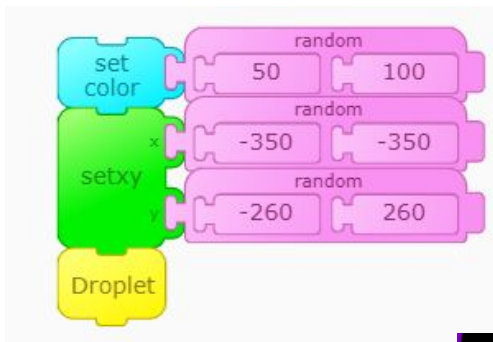 random
set
color
50 100
random
x -350 -350
setxy
random
y -260 260
Droplet